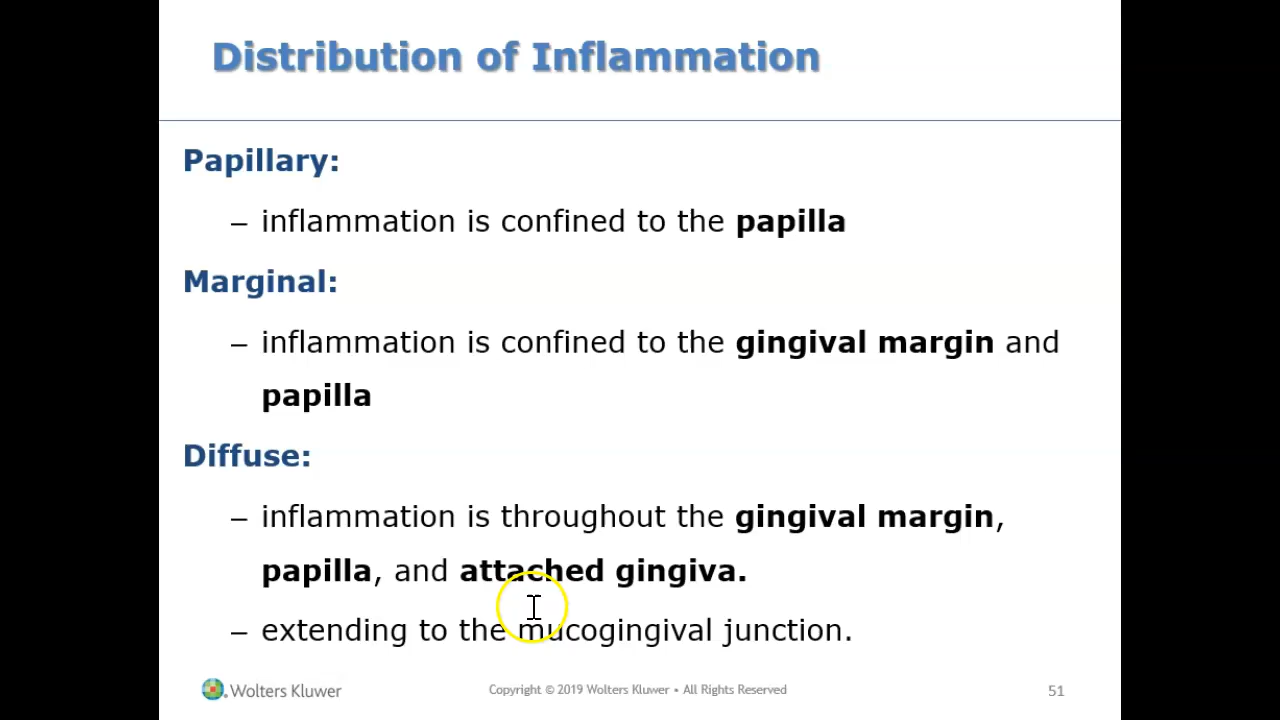 Distribution of Inflammation
Papillary:
– inflammation is confined to the papilla
Marginal:
– inflammation is confined to the gingival margin and
papilla
Diffuse:
– inflammation is throughout the gingival margin,
papilla, and attached gingiva.
– extending to the mucogingival junction.
Wolters Kluwer
Copyright © 2019 Wolters Kluwer • All Rights Reserved
51